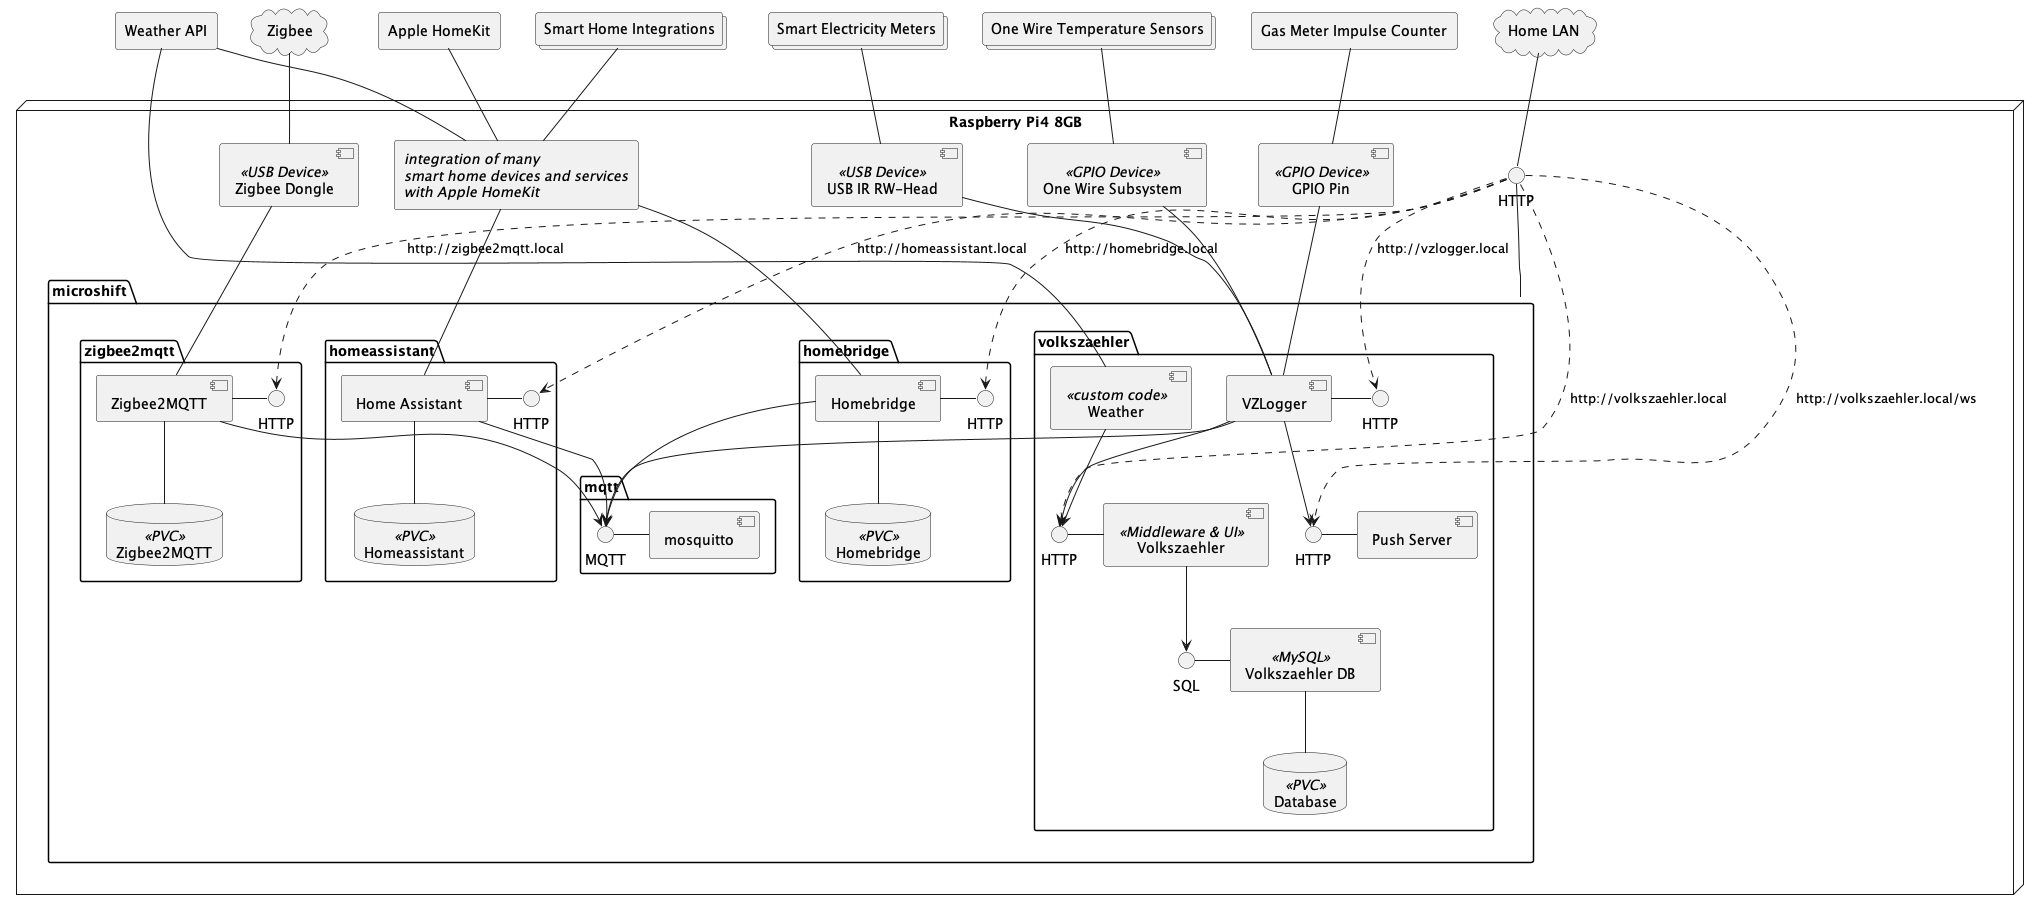 Weather API
Zigbee
Apple HomeKit
Smart Home Integrations
Smart Electricity Meters
One Wire Temperature Sensors
Gas Meter Impulse Counter
Home LAN
Raspberry Pi4 8GB
«USB Device»
Zigbee Dongle
integration of many
smart home devices and services
with Apple HomeKit
«USB Device»
USB IR RW-Head
«GPIO Device»
One Wire Subsystem
«GPIO Device»
GPIO Pin
HTTP
http://zigbee2mqtt.local
http://homeassistant.local
http://homebridge.local
http://vzlogger.local
microshift
zigbee2mqtt
Zigbee2MQTT
HTTP
«PVC»
Zigbee2MQTT
homeassistant
Home Assistant
HTTP
«PVC»
Homeassistant
mqtt
MQTT
mosquitto
homebridge
Homebridge
HTTP
«PVC»
Homebridge
volkszaehler
«custom code»
Weather
VZLogger
HTTP
http://volkszaehler.local
http://volkszaehler.local/ws
HTTP
«Middleware & UI»
Volkszaehler
HTTP
Push Server
SQL
«MySQL»
Volkszaehler DB
«PVC»
Database